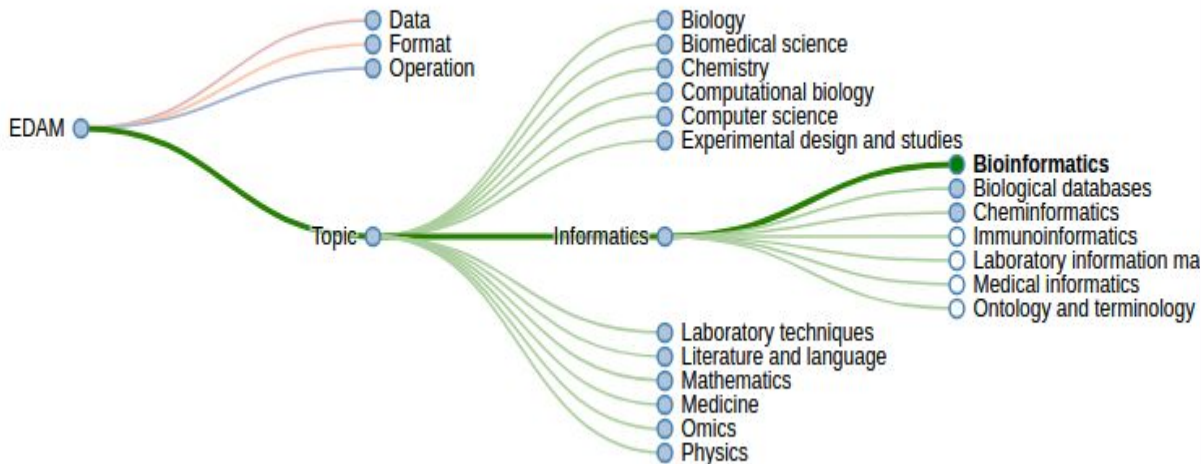 Data
Format
Operation
EDAM
Topic
Biology
Biomedical science
Chemistry
Computational biology
Computer science
Experimental design and studies
Informatics
Bioinformatics
Biological databases
Cheminformatics
Immunoinformatics
Laboratory information ma
Medical informatics
Ontology and terminology
Laboratory techniques
Literature and language
Mathematics
Medicine
Omics
Physics